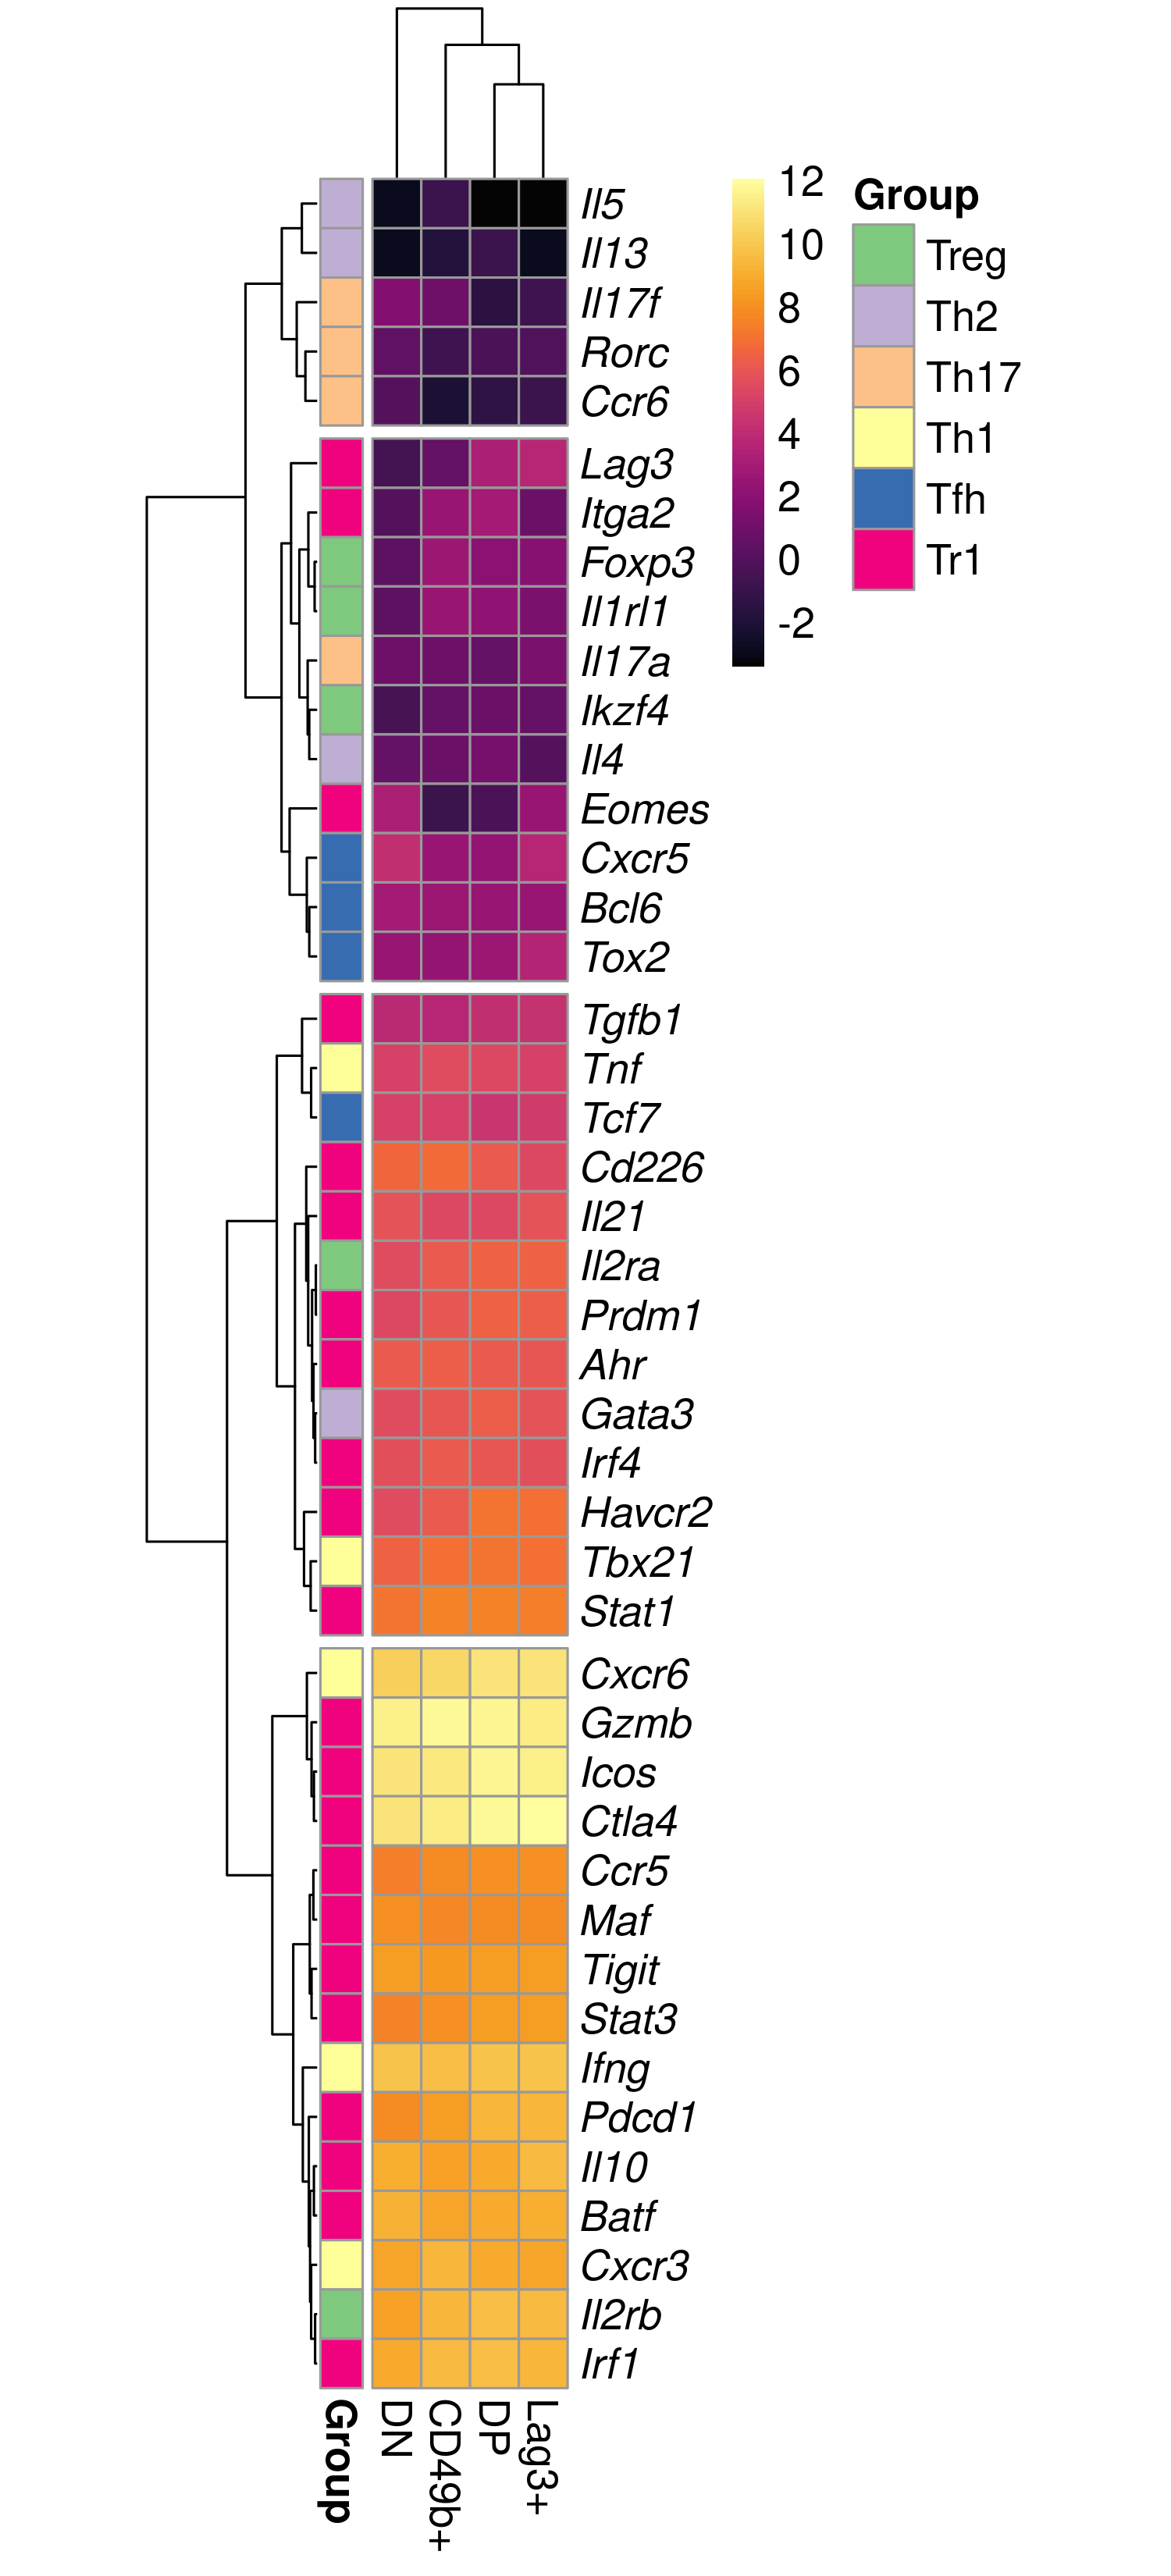 Il5
Il13
Il17f
Rorc
Ccr6
Lag3
Itga2
Foxp3
Il1rl1
Il17a
Ikzf4
Il4
Eomes
Cxcr5
Bcl6
Tox2
Tgfb1
Tnf
Tcf7
Cd226
Il21
Il2ra
Prdm1
Ahr
Gata3
Irf4
Havcr2
Tbx21
Stat1
Cxcr6
Gzmb
Icos
Ctla4
Ccr5
Maf
Tigit
Stat3
Ifng
Pdcd1
Il10
Batf
Cxcr3
Il2rb
Irf1
Group
DN
CD49b+
DP
Lag3+
12
10
8
6
4
2
0
-2
Group
Treg
Th2
Th17
Th1
Tfh
Tr1